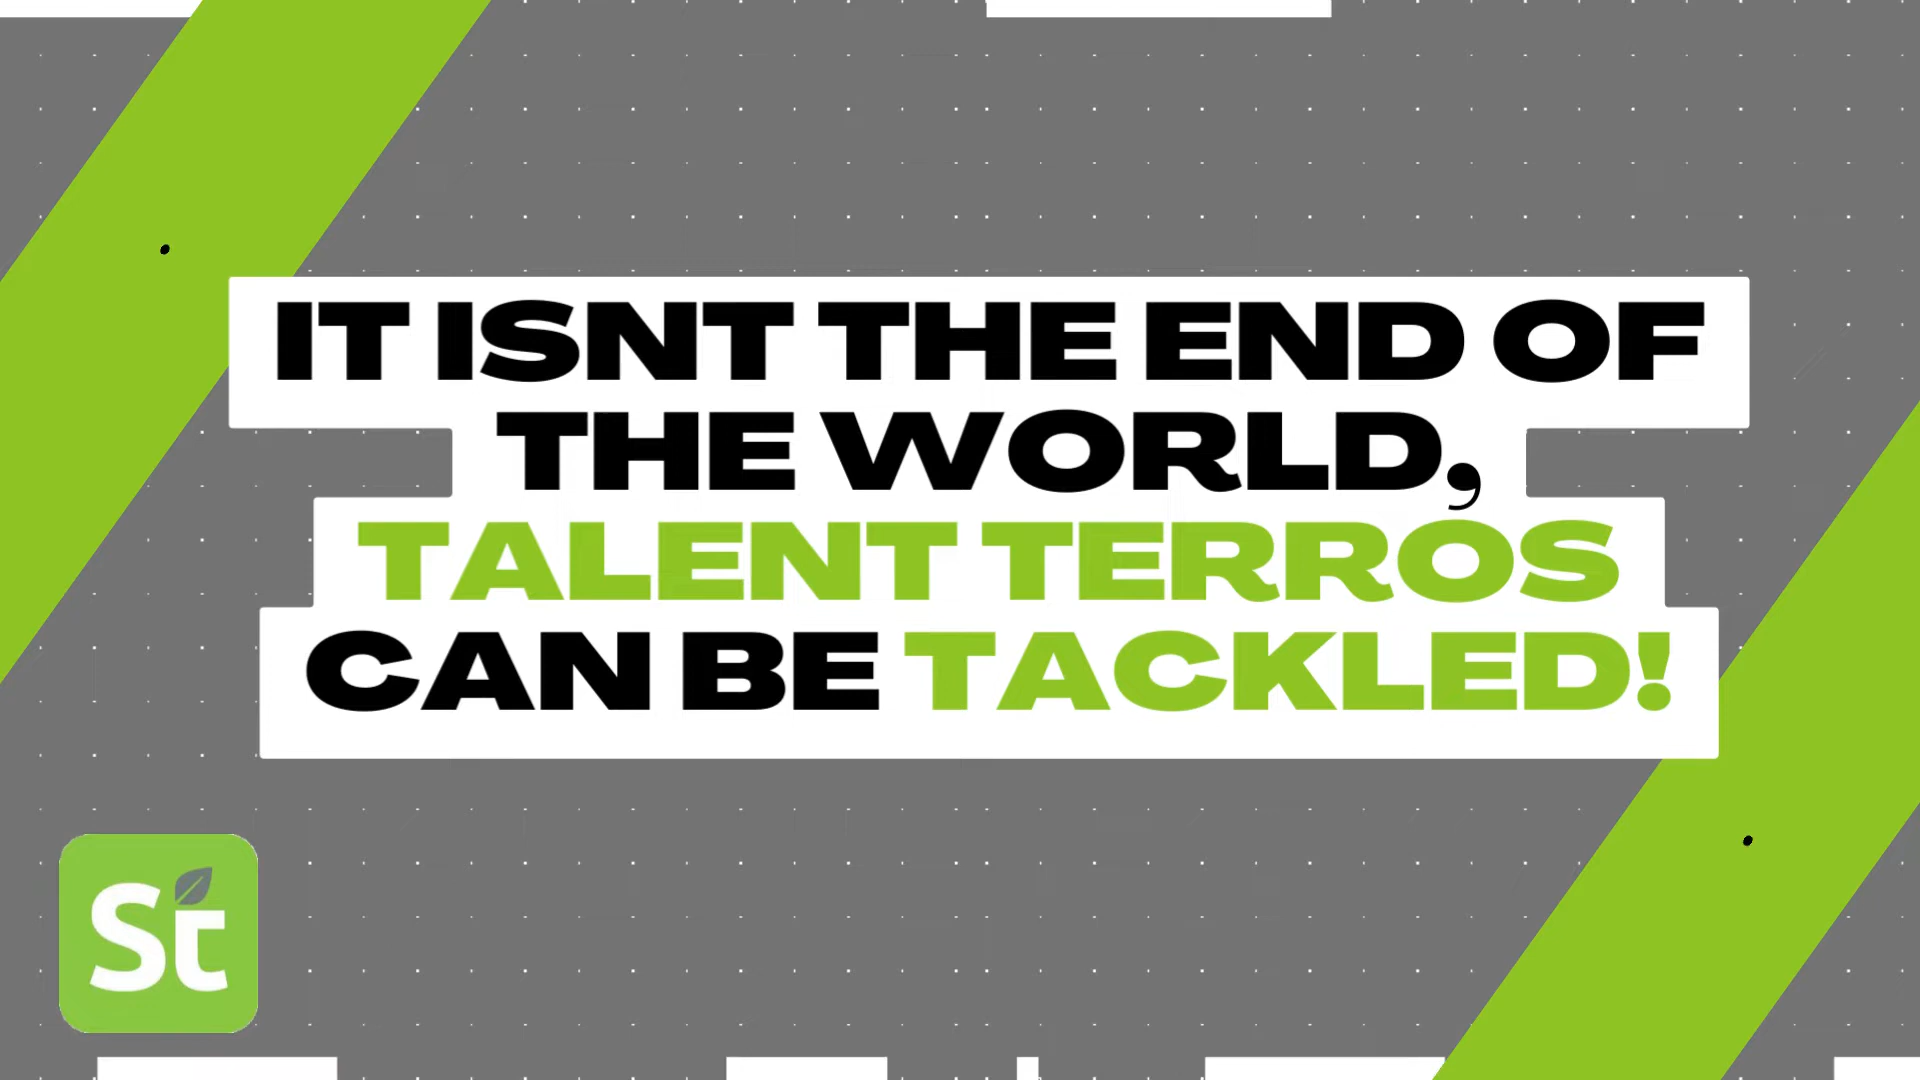 IT ISNT THE END OF
THE WORLD,
TALENT TERROS
CAN BE TACKLED!
St